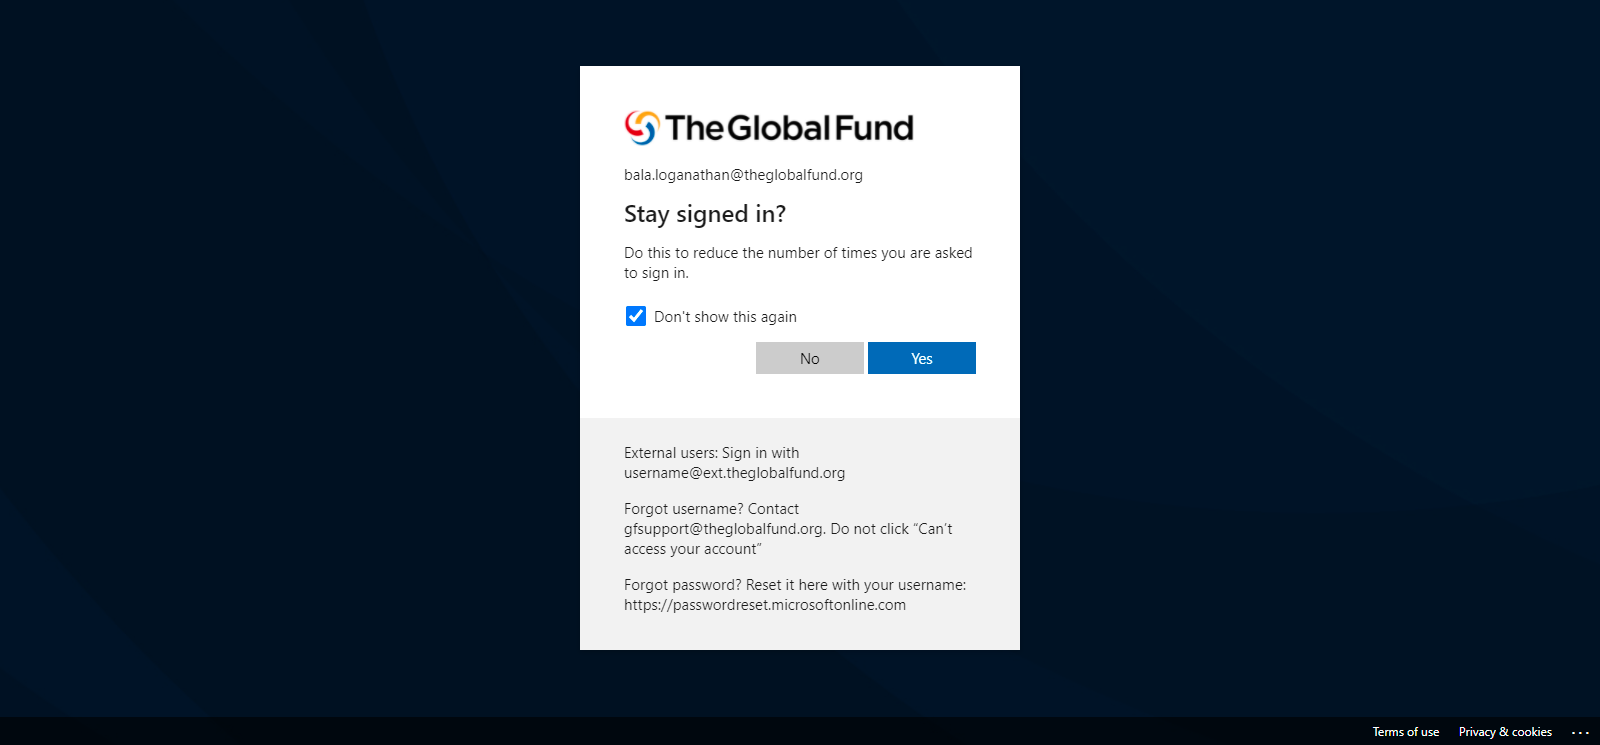 The Global Fund
bala.loganathan@theglobalfund.org
Stay signed in?
Do this to reduce the number of times you are asked
to sign in.
Don't show this again
No
Yes
External users: Sign in with
username@ext.theglobalfund.org
Forgot username? Contact
gfsupport@theglobalfund.org. Do not click “Can’t
access your account”
Forgot password? Reset it here with your username:
https://passwordreset.microsoftonline.com
Terms of use
Privacy & cookies
...